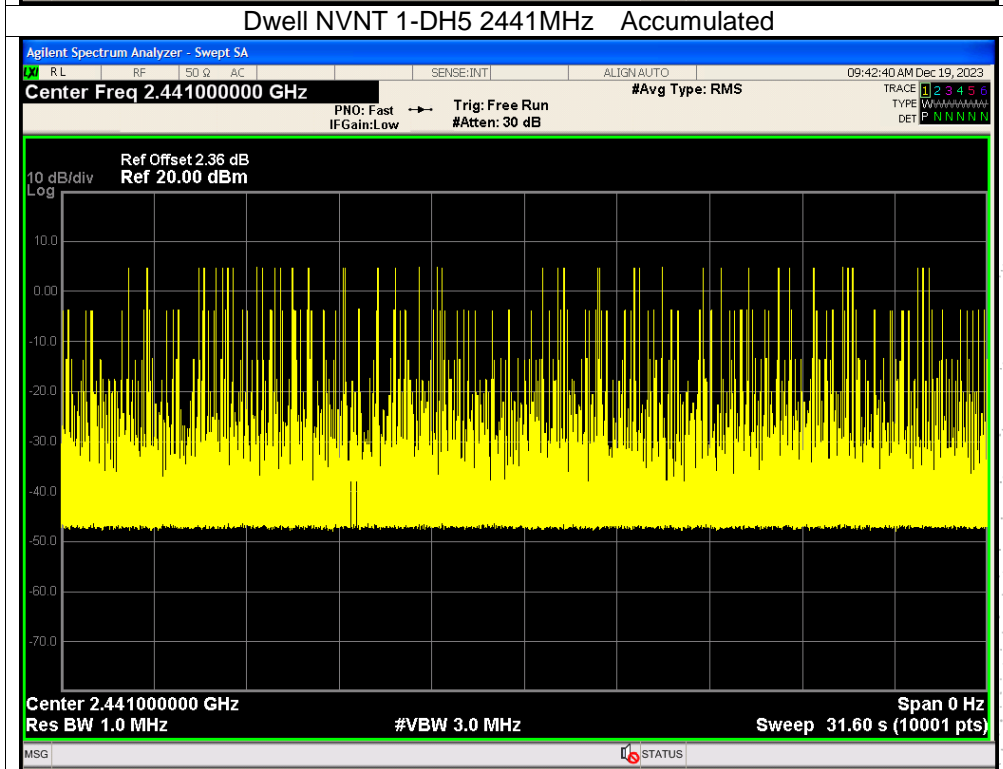 Dwell NVNT 1-DH5 2441MHz Accumulated
Agilent Spectrum Analyzer - Swept SA
LXI RL RF 50 Ω AC SENSE:INT ALIGN AUTO 09:42:40 AM Dec 19, 2023
Center Freq 2.441000000 GHz #Avg Type: RMS TRACE 1 2 3 4 5 6
PNO: Fast Trig: Free Run TYPE WWWWWW
IFGain:Low #Atten: 30 dB DET P N N N N N
Ref Offset 2.36 dB
10 dB/div Ref 20.00 dBm
Log
10.0
0.00
-10.0
-20.0
-30.0
-40.0
-50.0
-60.0
-70.0
Center 2.441000000 GHz Span 0 Hz
Res BW 1.0 MHz #VBW 3.0 MHz Sweep 31.60 s (10001 pts)
MSG STATUS